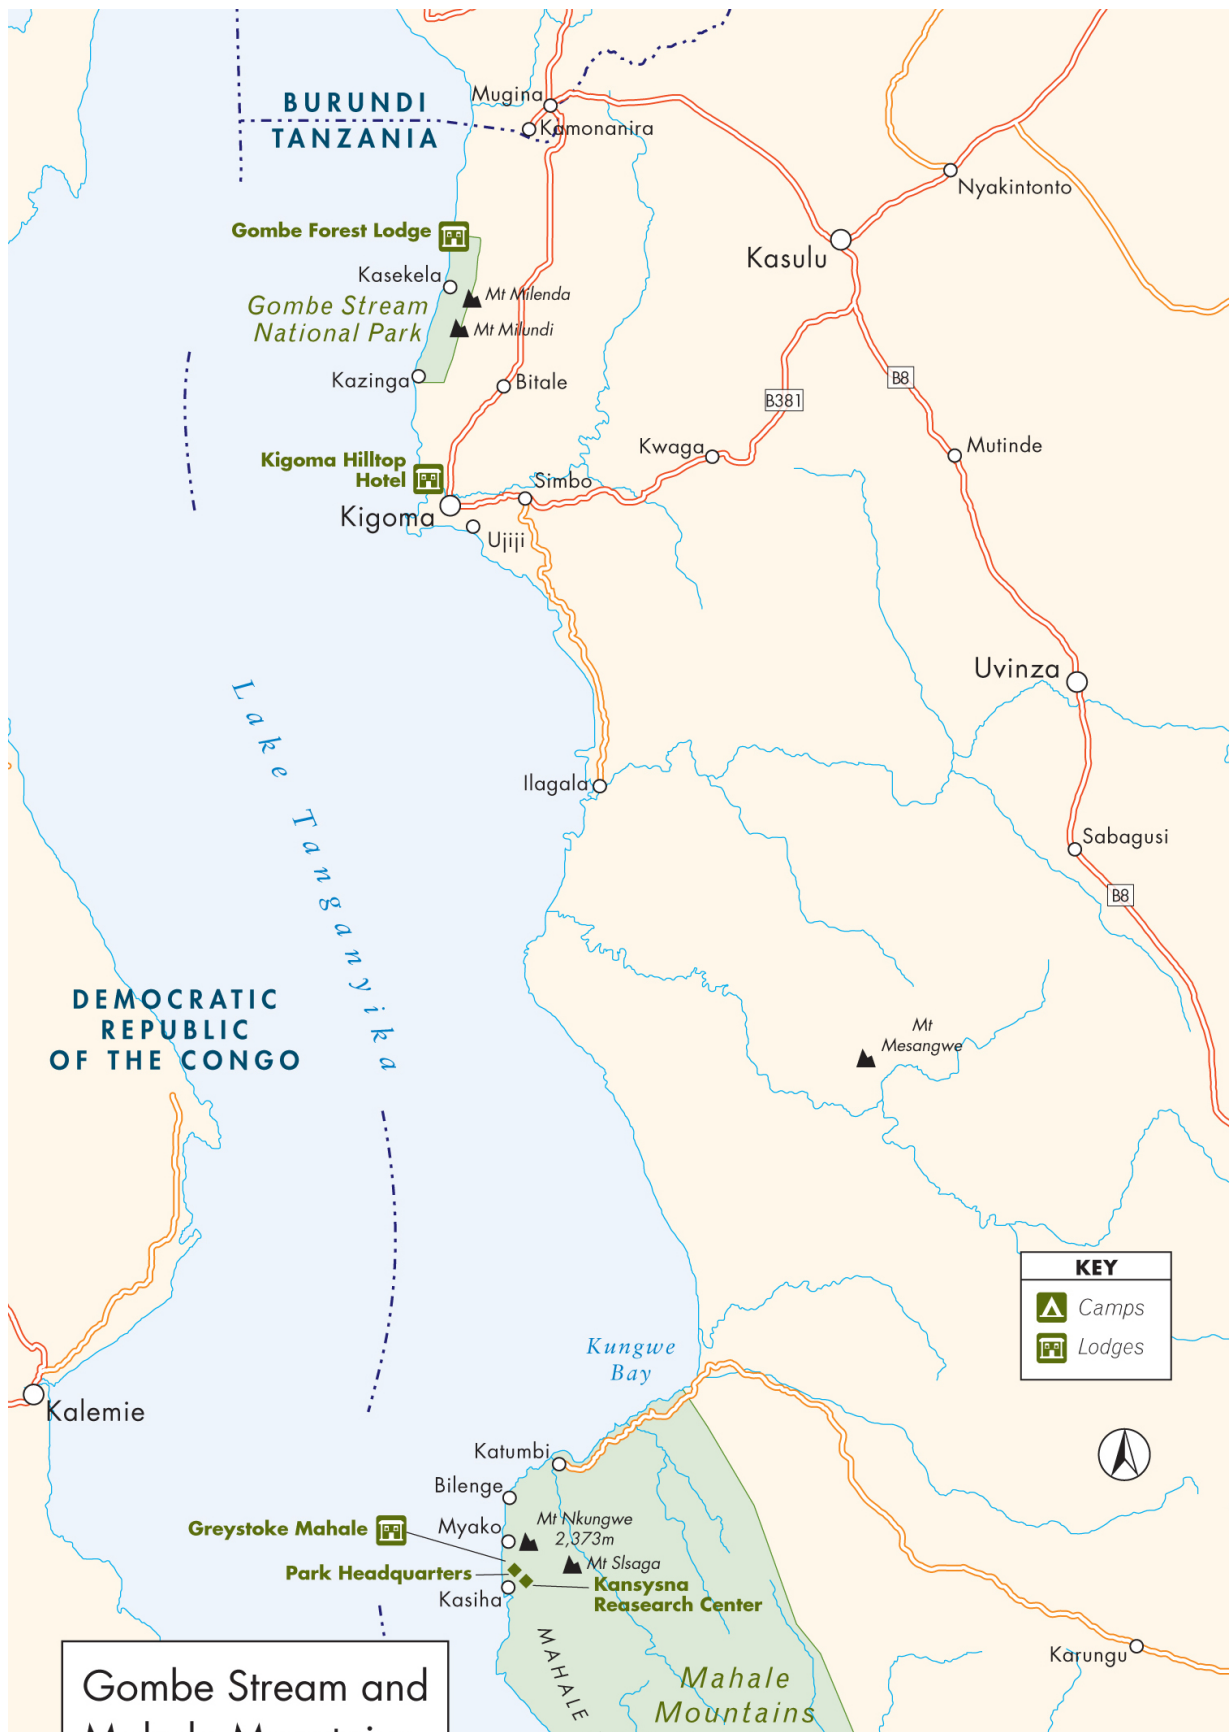 Mugina
BURUNDI
TANZANIA
Kamonanira
Nyakintonto
Gombe Forest Lodge
Kasulu
Kasekela
Mt Milenda
Gombe Stream
National Park
Mt Milundi
Kazinga
Bitale
B8
B381
Kigoma Hilltop
Hotel
Kwaga
Mutinde
Simbo
Kigoma
Ujiji
Uvinza
Lake Tanganyika
Ilagala
Sabagusi
B8
DEMOCRATIC
REPUBLIC
OF THE CONGO
Mt
Mesangwe
KEY
Camps
Lodges
Kungwe
Bay
Kalemie
Katumbi
Bilenge
Greystoke Mahale
Myako
Mt Nkungwe
2,373m
Mt Slsaga
Park Headquarters
Kansysna
Reasearch Center
Kasiha
MAHALE
Karungu
Mahale
Mountains
Gombe Stream and